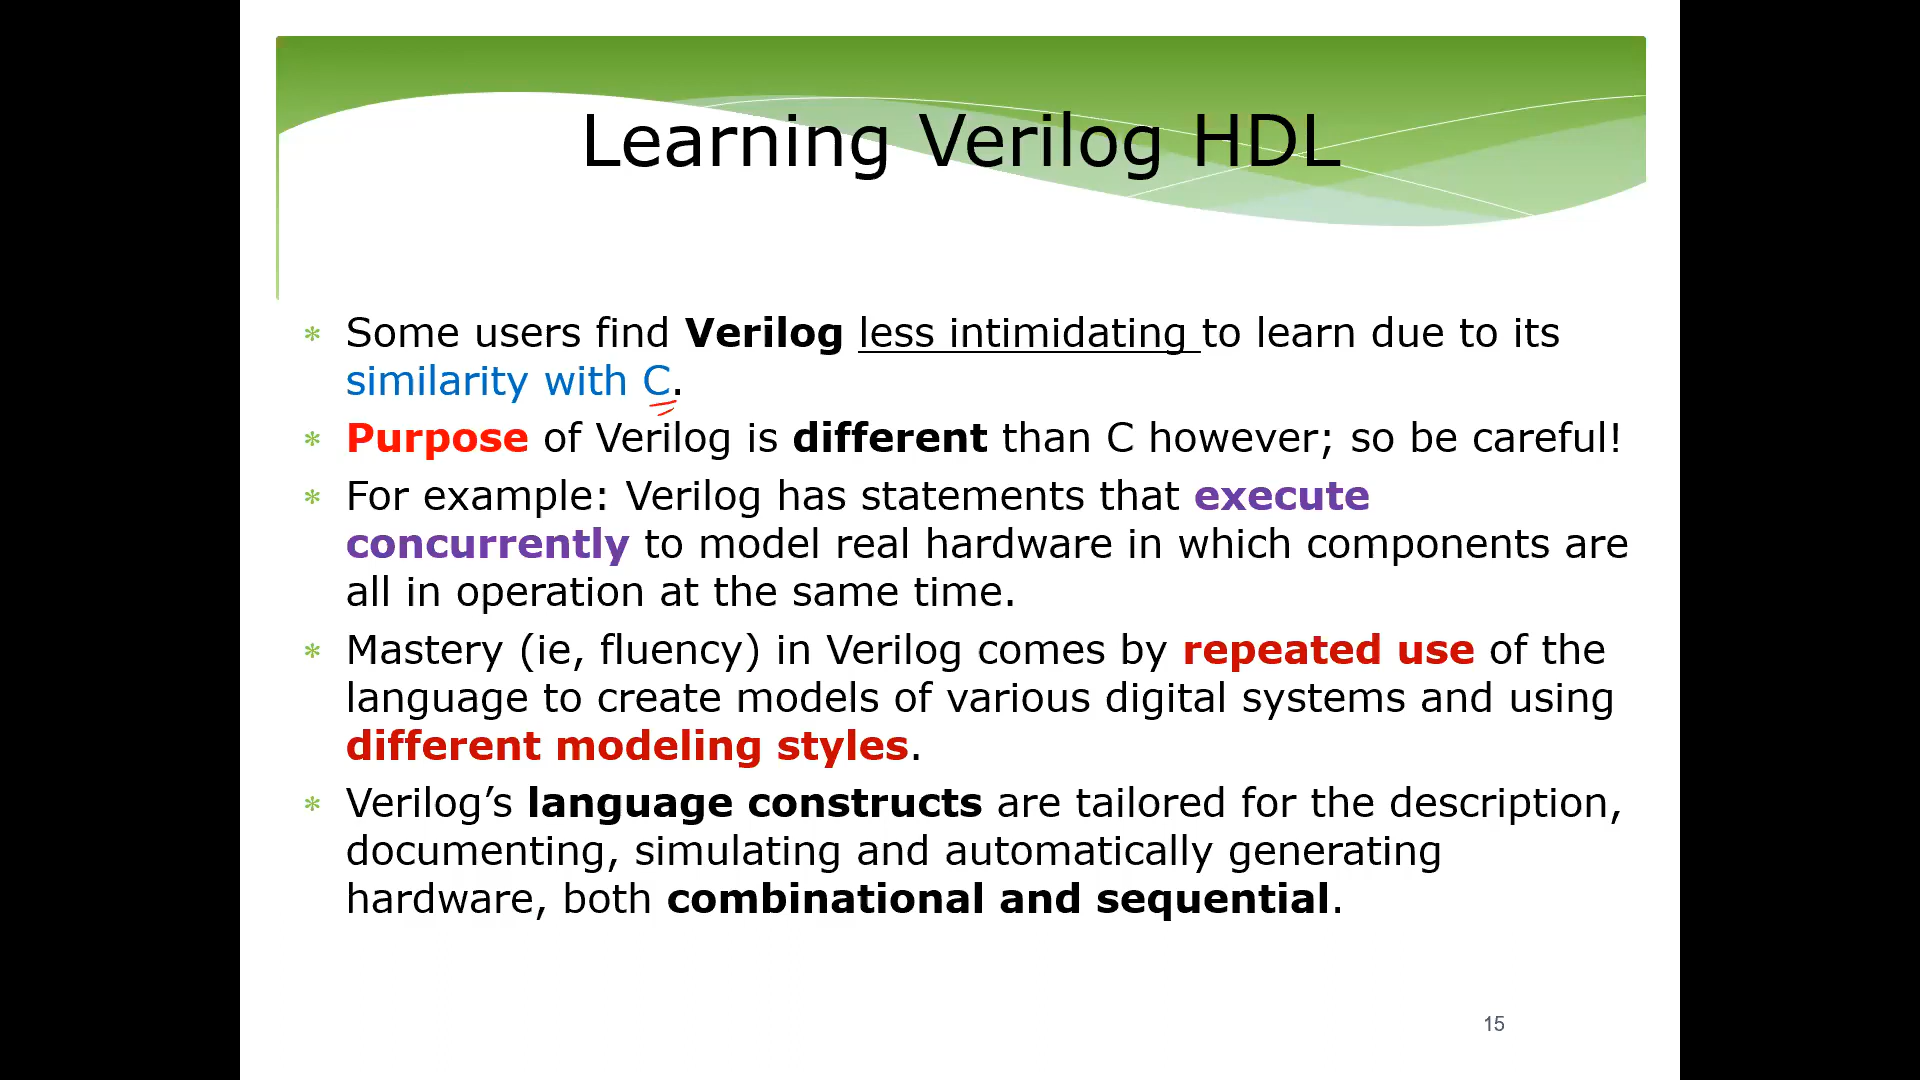 Learning Verilog HDL
* Some users find Verilog less intimidating to learn due to its
similarity with C.
* Purpose of Verilog is different than C however; so be careful!
* For example: Verilog has statements that execute
concurrently to model real hardware in which components are
all in operation at the same time.
* Mastery (ie, fluency) in Verilog comes by repeated use of the
language to create models of various digital systems and using
different modeling styles.
* Verilog’s language constructs are tailored for the description,
documenting, simulating and automatically generating
hardware, both combinational and sequential.
15